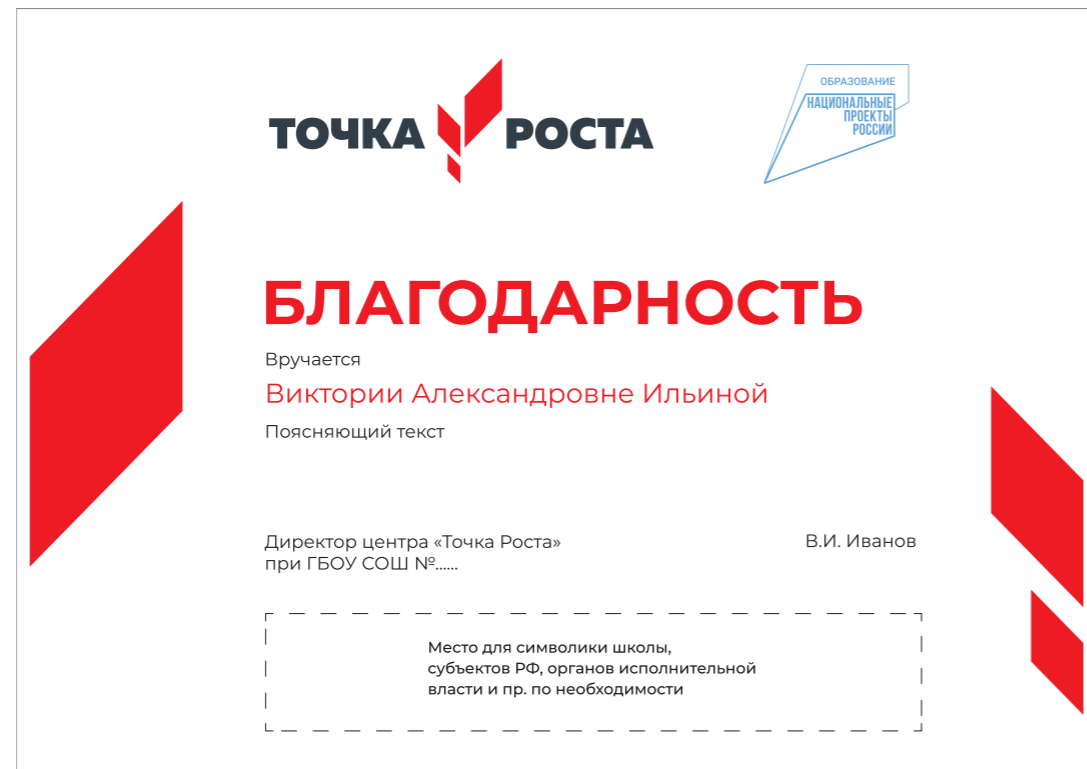 ТОЧКА РОСТА
ОБРАЗОВАНИЕ
НАЦИОНАЛЬНЫЕ
ПРОЕКТЫ
РОССИИ
БЛАГОДАРНОСТЬ
Вручается
Виктории Александровне Ильиной
Поясняющий текст
Директор центра «Точка Роста»
при ГБОУ СОШ №......
В.И. Иванов
Место для символики школы,
субъектов РФ, органов исполнительной
власти и пр. по необходимости